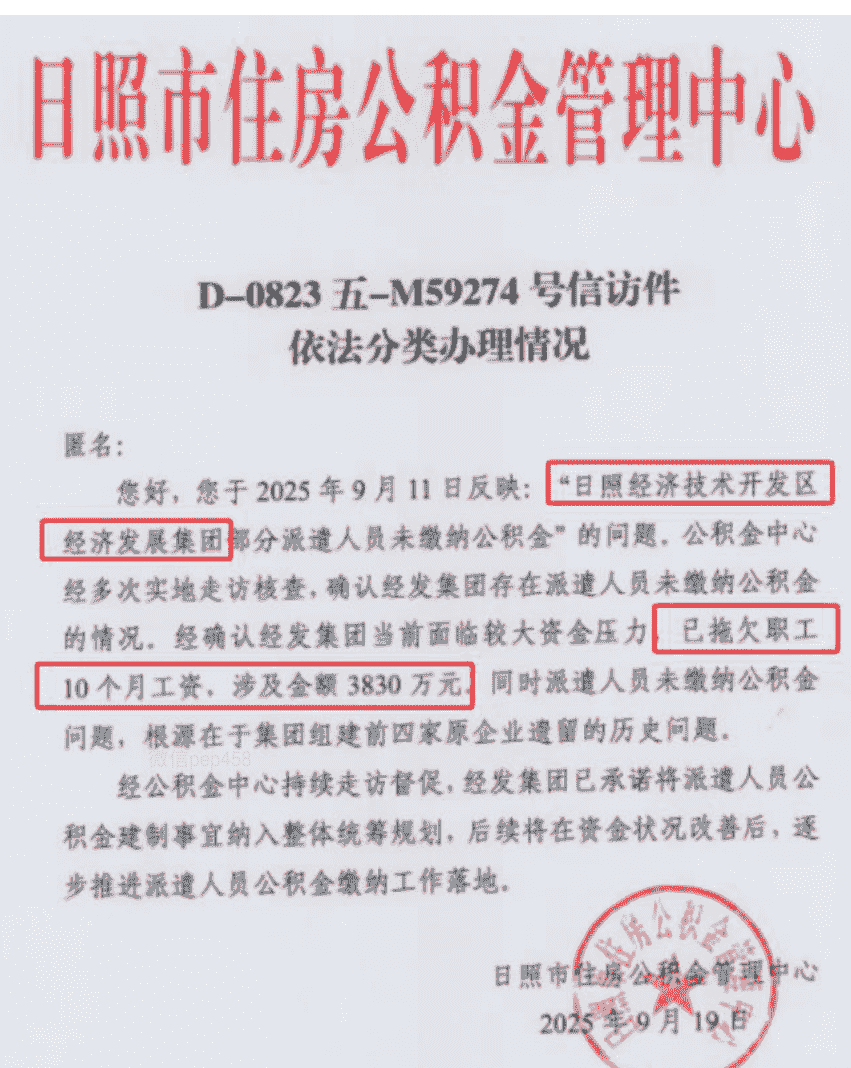 日照市住房公积金管理中心
D-0823五-M59274号信访件
依法分类办理情况
匿名：
您好，您于2025年9月11日反映：“日照经济技术开发区
经济发展集团部分派遣人员未缴纳公积金”的问题。公积金中心
经多次实地走访核查，确认经发集团存在派遣人员未缴纳公积金
的情况。经确认经发集团当前面临较大资金压力，已拖欠职工
10个月工资，涉及金额3830万元。同时派遣人员未缴纳公积金
问题，根源在于集团组建前四家原企业遗留的历史问题。
微信pep458
经公积金中心持续走访督促，经发集团已承诺将派遣人员公
积金建制事宜纳入整体统筹规划，后续将在资金状况改善后，逐
步推进派遣人员公积金缴纳工作落地。
日照市住房公积金管理中心
2025年9月19日